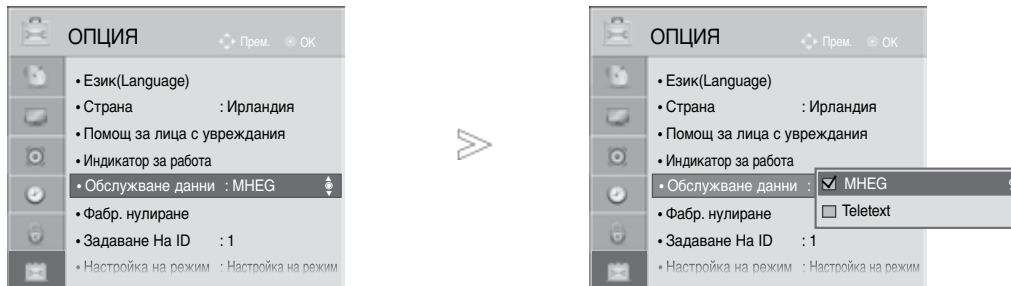 ОПЦИЯ
Прем. OK
• Език(Language)
• Страна : Ирландия
• Помощ за лица с увреждания
• Индикатор за работа
• Обслужване данни : MHEG
• Фабр. нулиране
• Задаване На ID : 1
• Настройка на режим : Настройка на режим
ОПЦИЯ
Прем. OK
• Език(Language)
• Страна : Ирландия
• Помощ за лица с увреждания
• Индикатор за работа
• Обслужване данни :
MHEG
Teletext
• Фабр. нулиране
• Задаване На ID : 1
• Настройка на режим : Настройка на режим